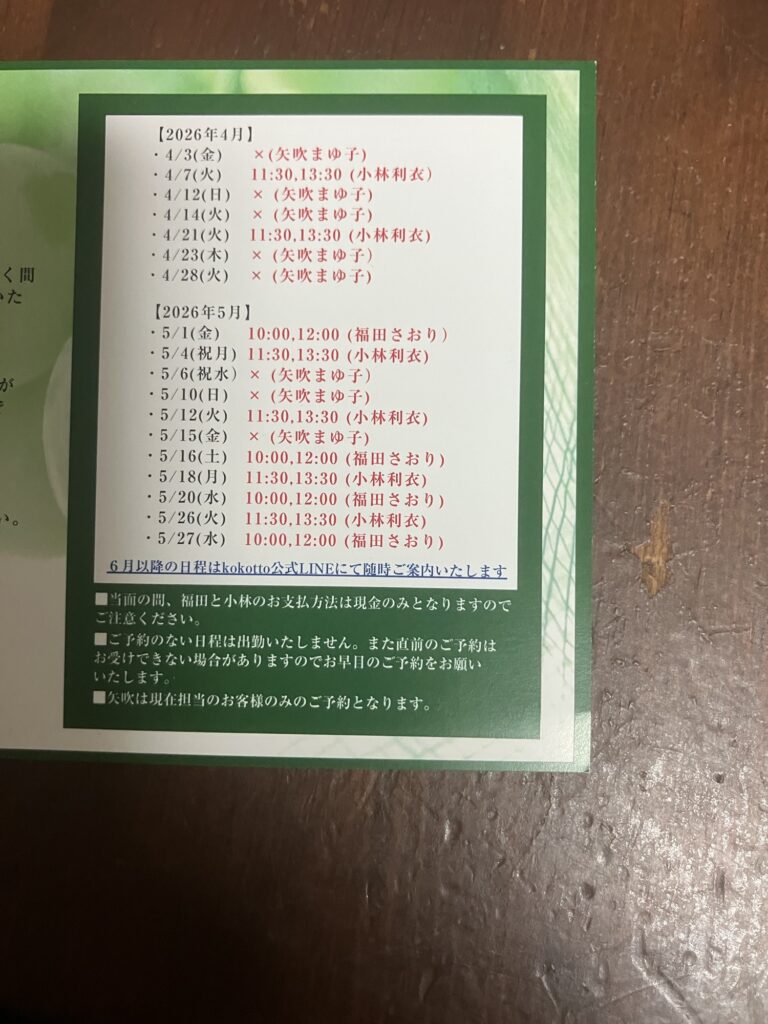 【2026年4月】
・4/3(金) ×(矢吹まゆ子)
・4/7(火) 11:30,13:30 (小林利衣)
・4/12(日) × (矢吹まゆ子)
・4/14(火) × (矢吹まゆ子)
・4/21(火) 11:30,13:30 (小林利衣)
・4/23(木) × (矢吹まゆ子)
・4/28(火) × (矢吹まゆ子)
【2026年5月】
・5/1(金) 10:00,12:00 (福田さおり)
・5/4(祝月) 11:30,13:30 (小林利衣)
・5/6(祝水) × (矢吹まゆ子)
・5/10(日) × (矢吹まゆ子)
・5/12(火) 11:30,13:30 (小林利衣)
・5/15(金) × (矢吹まゆ子)
・5/16(土) 10:00,12:00 (福田さおり)
・5/18(月) 11:30,13:30 (小林利衣)
・5/20(水) 10:00,12:00 (福田さおり)
・5/26(火) 11:30,13:30 (小林利衣)
・5/27(水) 10:00,12:00 (福田さおり)
6月以降の日程はkokotto公式LINEにて随時ご案内いたします
■当面の間、福田と小林のお支払方法は現金のみとなりますので
ご注意ください。
■ご予約のない日程は出勤いたしません。また直前のご予約は
お受けできない場合がありますのでお早目のご予約をお願い
いたします。
■矢吹は現在担当のお客様のみのご予約となります。
く間
いた
が
い。